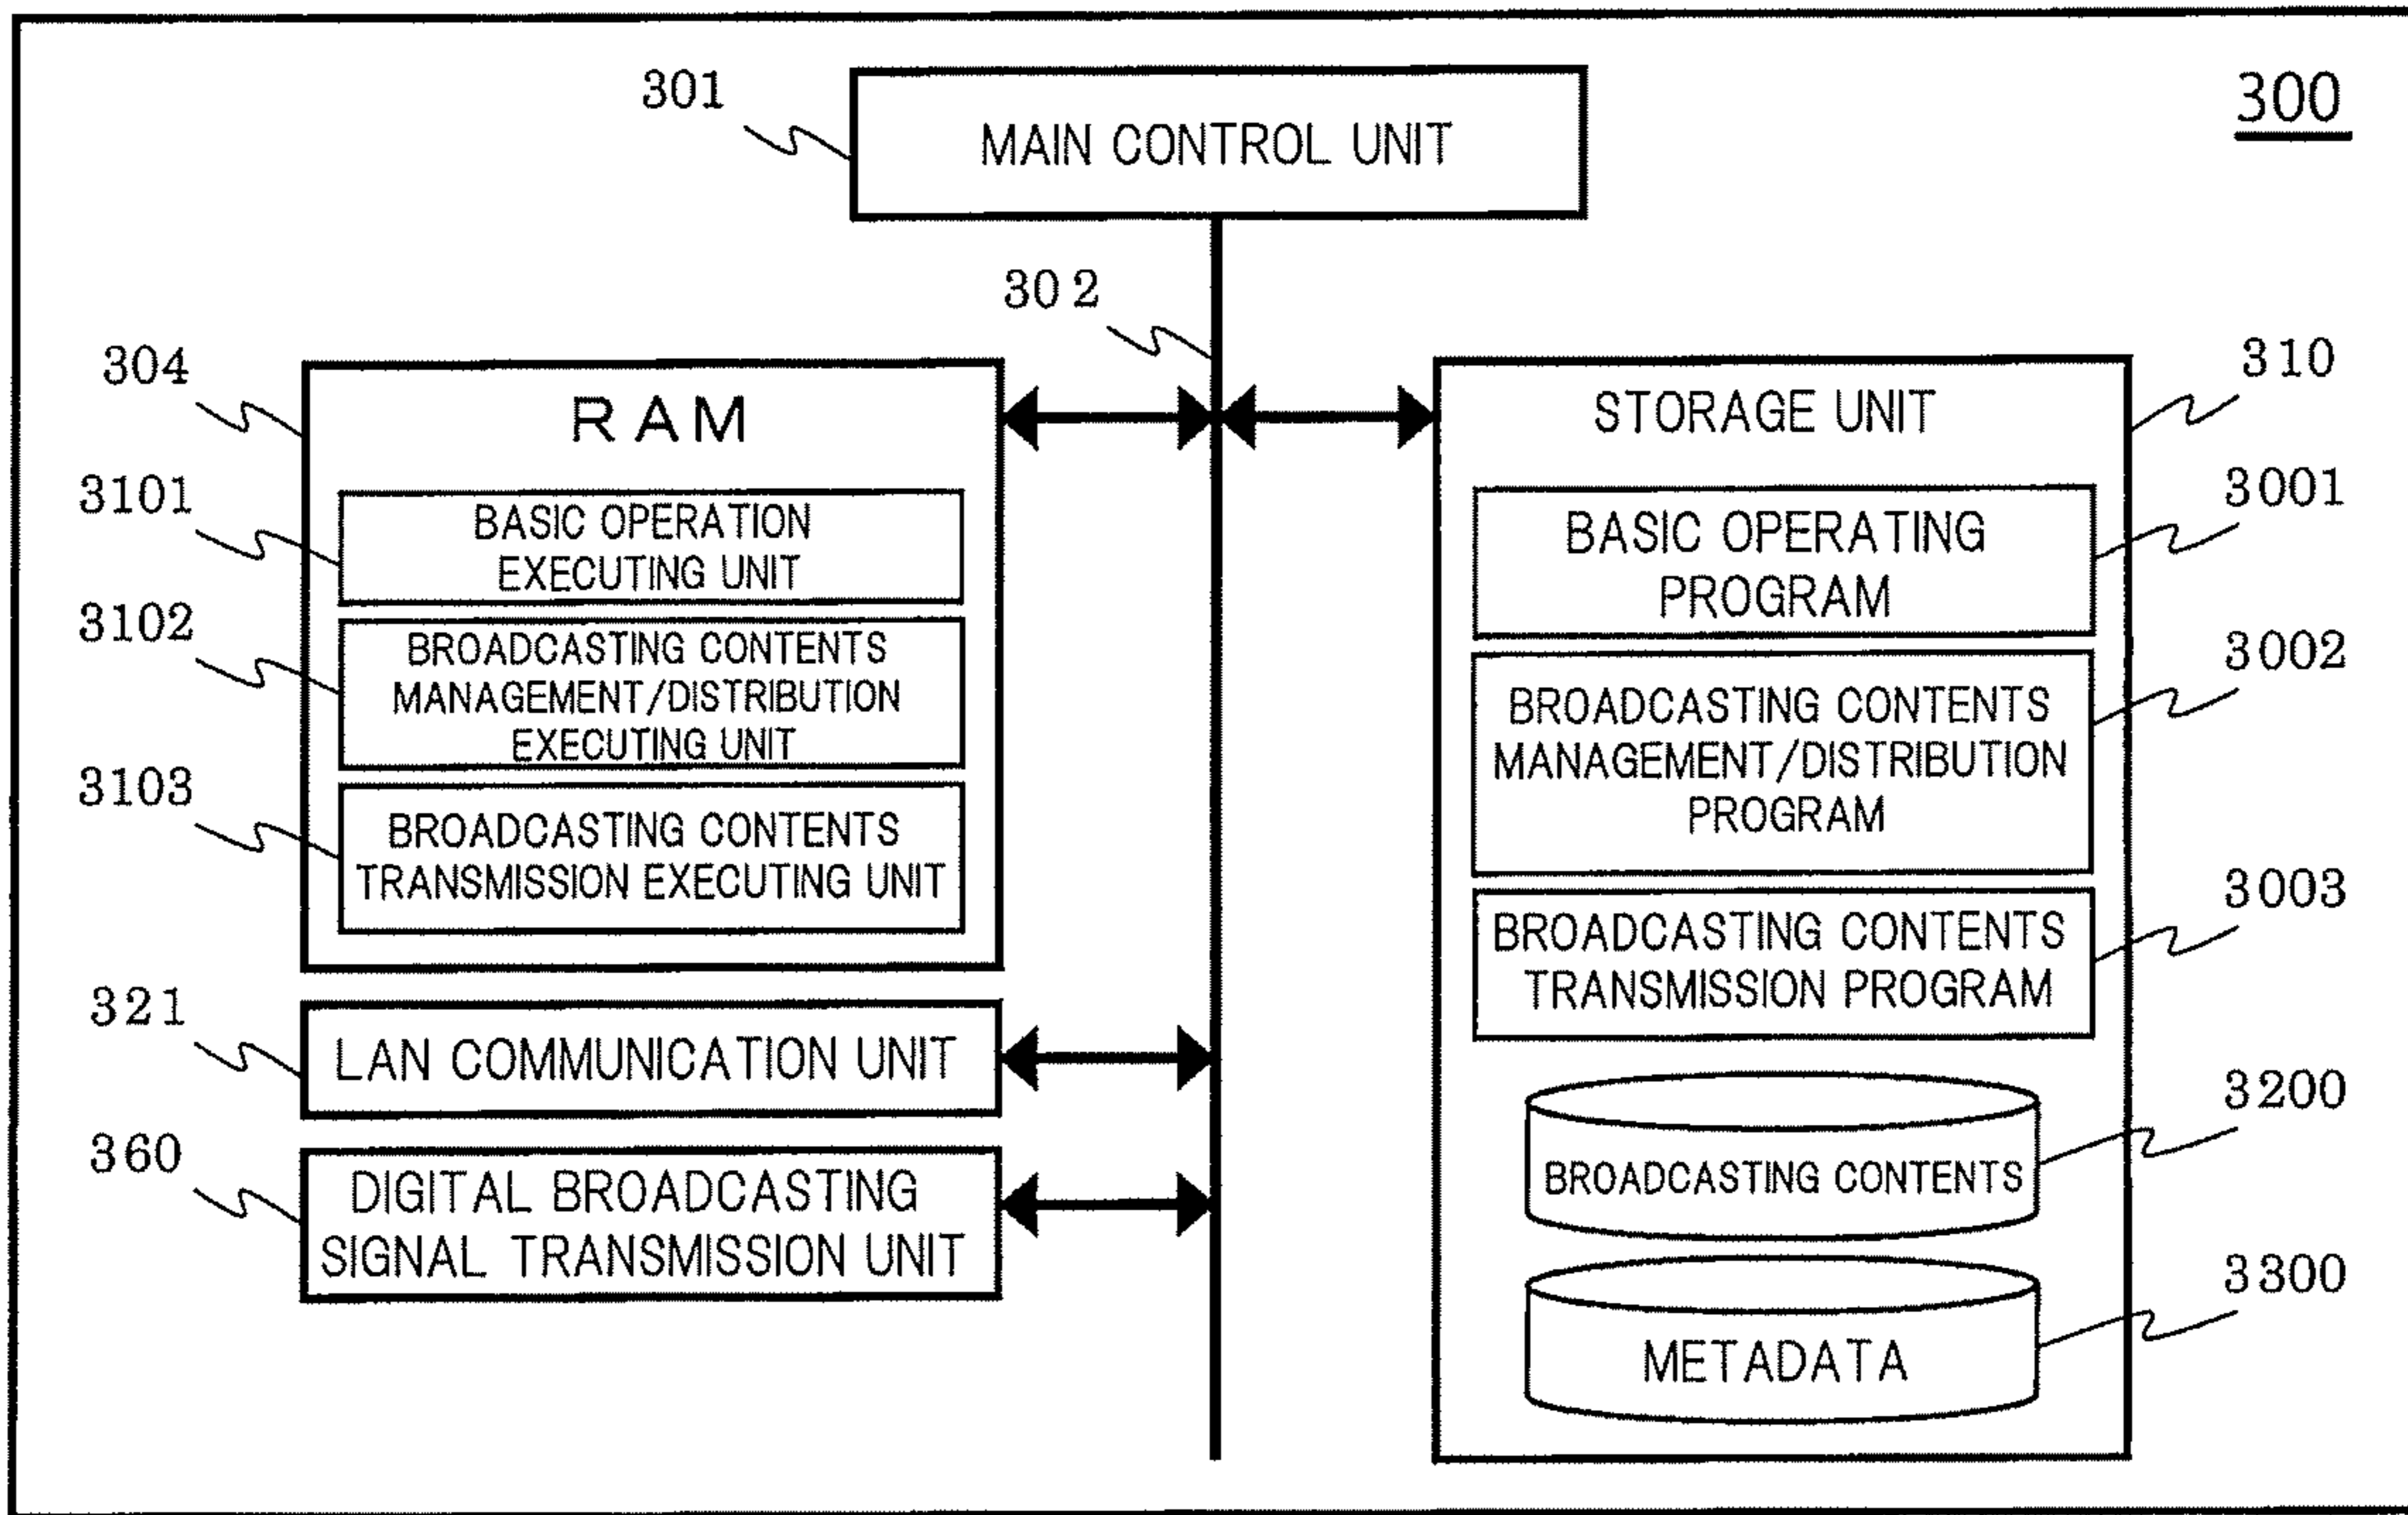 300
301
MAIN CONTROL UNIT
302
304
RAM
3101
BASIC OPERATION
EXECUTING UNIT
3102
BROADCASTING CONTENTS
MANAGEMENT/DISTRIBUTION
EXECUTING UNIT
3103
BROADCASTING CONTENTS
TRANSMISSION EXECUTING UNIT
321
LAN COMMUNICATION UNIT
360
DIGITAL BROADCASTING
SIGNAL TRANSMISSION UNIT
310
STORAGE UNIT
3001
BASIC OPERATING
PROGRAM
3002
BROADCASTING CONTENTS
MANAGEMENT/DISTRIBUTION
PROGRAM
3003
BROADCASTING CONTENTS
TRANSMISSION PROGRAM
3200
BROADCASTING CONTENTS
3300
METADATA